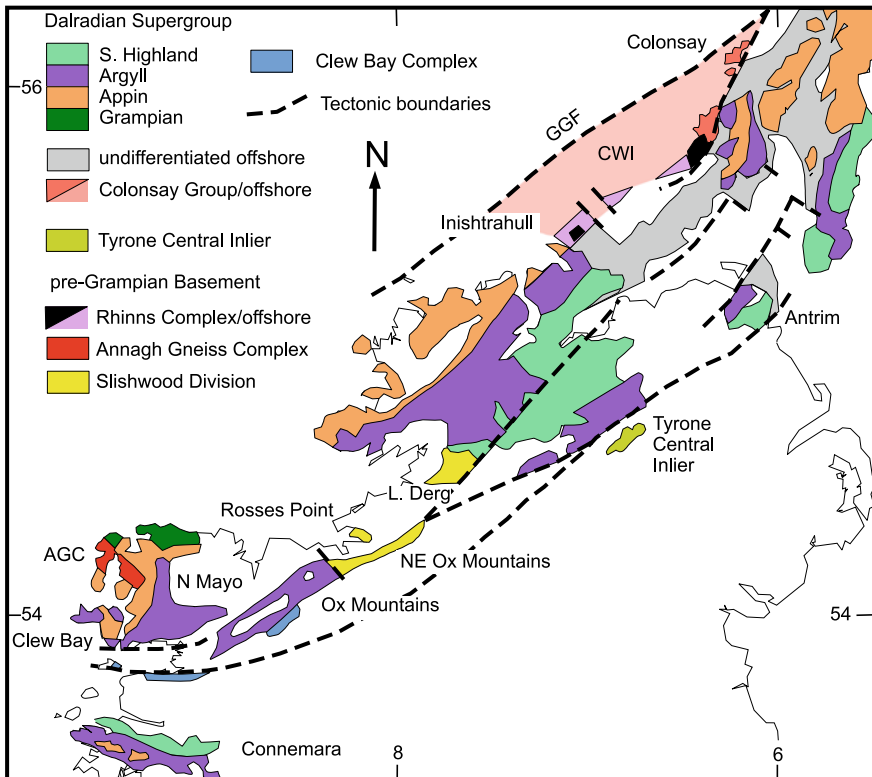 Dalradian Supergroup
S. Highland
Argyll
Appin
Grampian
Clew Bay Complex
Tectonic boundaries
undifferentiated offshore
Colonsay Group/offshore
Tyrone Central Inlier
pre-Grampian Basement
Rhinns Complex/offshore
Annagh Gneiss Complex
Slishwood Division
N
8
6
56
Colonsay
GGF
CWI
Inishtrahull
Antrim
Tyrone
Central
Inlier
L. Derg
Rosses Point
NE Ox Mountains
AGC
N Mayo
Ox Mountains
54
54
Clew Bay
Connemara
8
6